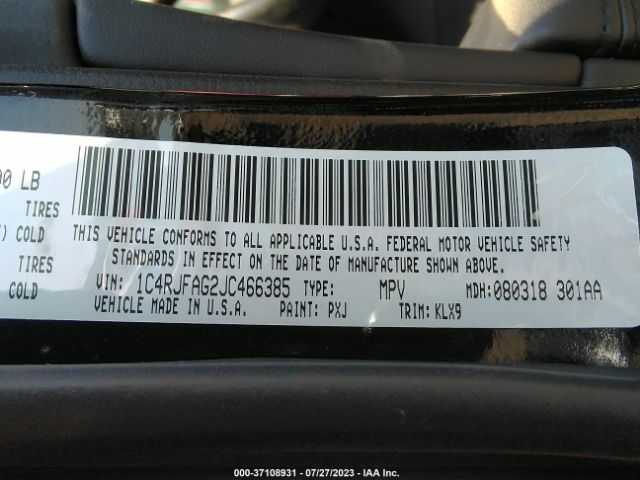 00 LB
TIRES
) COLD
TIRES
COLD
THIS VEHICLE CONFORMS TO ALL APPLICABLE U.S.A. FEDERAL MOTOR VEHICLE SAFETY
STANDARDS IN EFFECT ON THE DATE OF MANUFACTURE SHOWN ABOVE.
VIN: 1C4RJFAG2JC466385 TYPE: MPV MDH: 080318 301AA
VEHICLE MADE IN U.S.A. PAINT: PXJ TRIM: KLX9
000-37108931 - 07/27/2023 - IAA Inc.